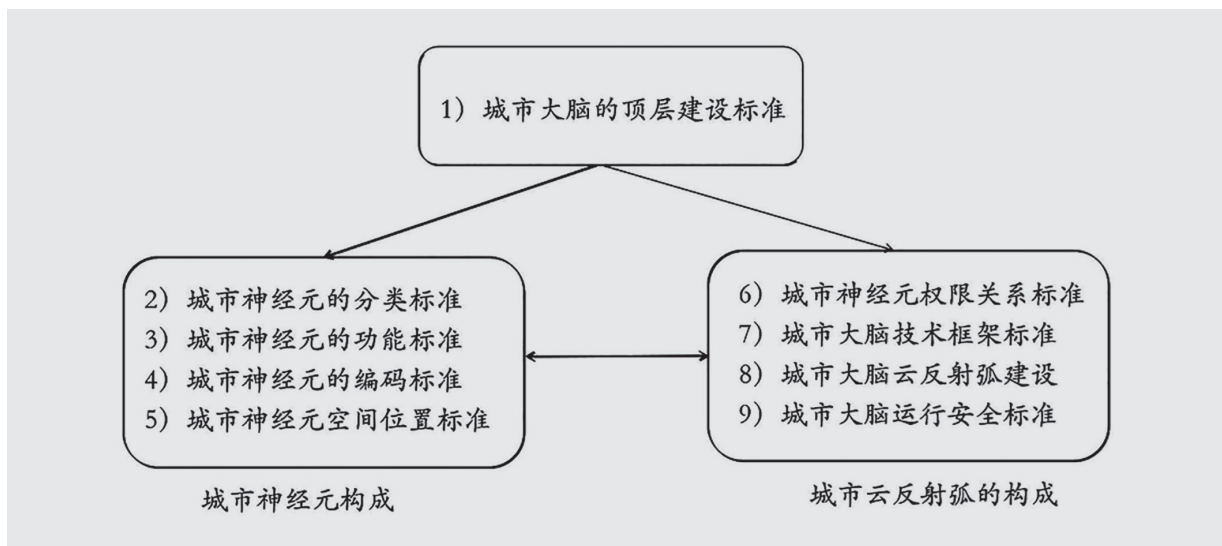 1) 城市大脑的顶层建设标准
2) 城市神经元的分类标准
3) 城市神经元的功能标准
4) 城市神经元的编码标准
5) 城市神经元空间位置标准
城市神经元构成
6) 城市神经元权限关系标准
7) 城市大脑技术框架标准
8) 城市大脑云反射弧建设
9) 城市大脑运行安全标准
城市云反射弧的构成